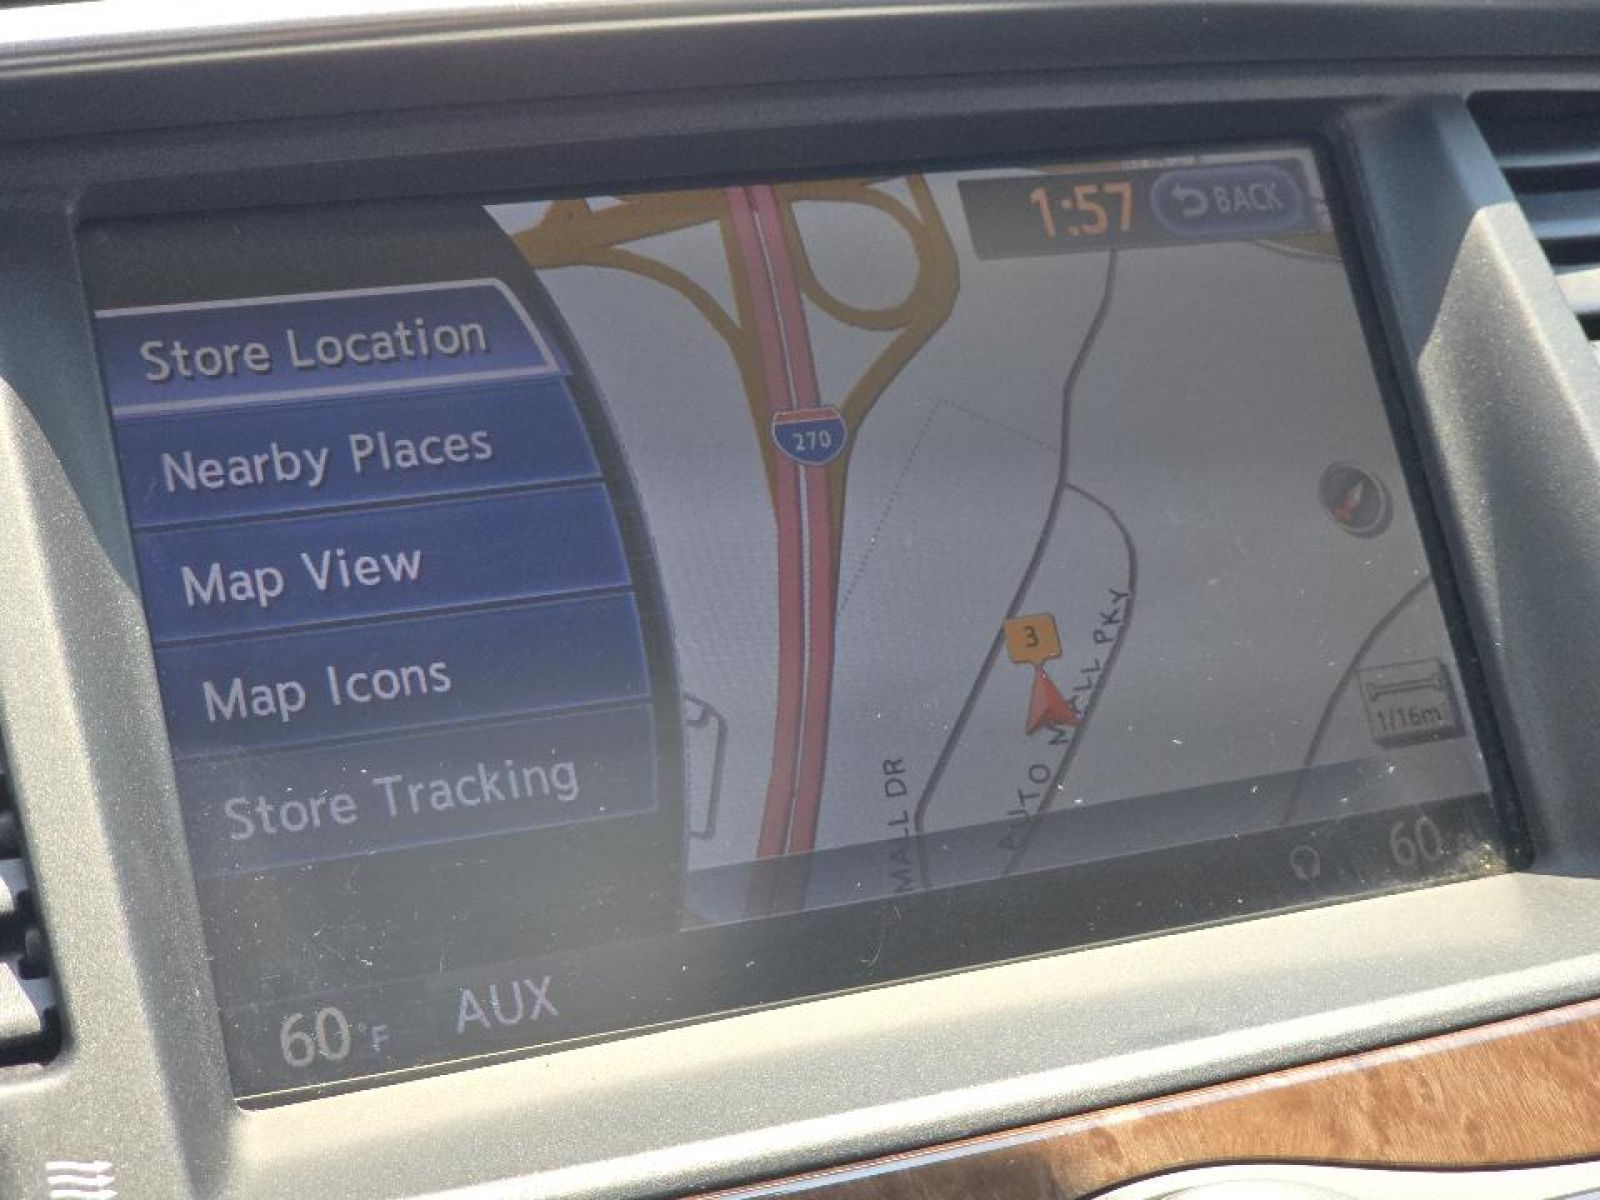 1:57
BACK
Store Location
Nearby Places
Map View
Map Icons
Store Tracking
270
3
MALL DR
AUTO MALL PKY
1/16m
60
60°F
AUX